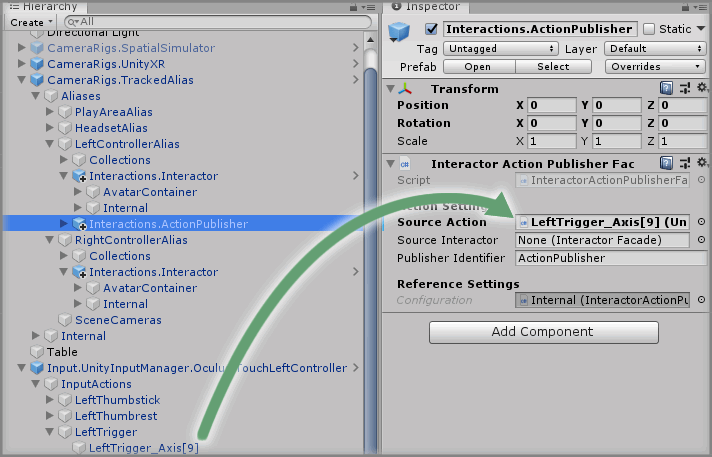 Hierarchy
Create
All
Directional Light
CameraRigs.SpatialSimulator
CameraRigs.UnityXR
CameraRigs.TrackedAlias
Aliases
PlayAreaAlias
HeadsetAlias
LeftControllerAlias
Collections
Interactions.Interactor
AvatarContainer
Internal
Interactions.ActionPublisher
RightControllerAlias
Collections
Interactions.Interactor
AvatarContainer
Internal
SceneCameras
Internal
Table
Input.UnityInputManager.OculusTouchLeftController
InputActions
LeftThumbstick
LeftThumbrest
LeftTrigger
LeftTrigger_Axis[9]
Inspector
Interactions.ActionPublisher Static
Tag Untagged Layer Default
Prefab Open Select Overrides
Transform
Position X 0 Y 0 Z 0
Rotation X 0 Y 0 Z 0
Scale X 1 Y 1 Z 1
Interactor Action Publisher Fac
Script InteractorActionPublisherFa
Action Settings
Source Action LeftTrigger_Axis[9] (Un
Source Interactor None (Interactor Facade)
Publisher Identifier ActionPublisher
Reference Settings
Configuration Internal (InteractorActionPu
Add Component